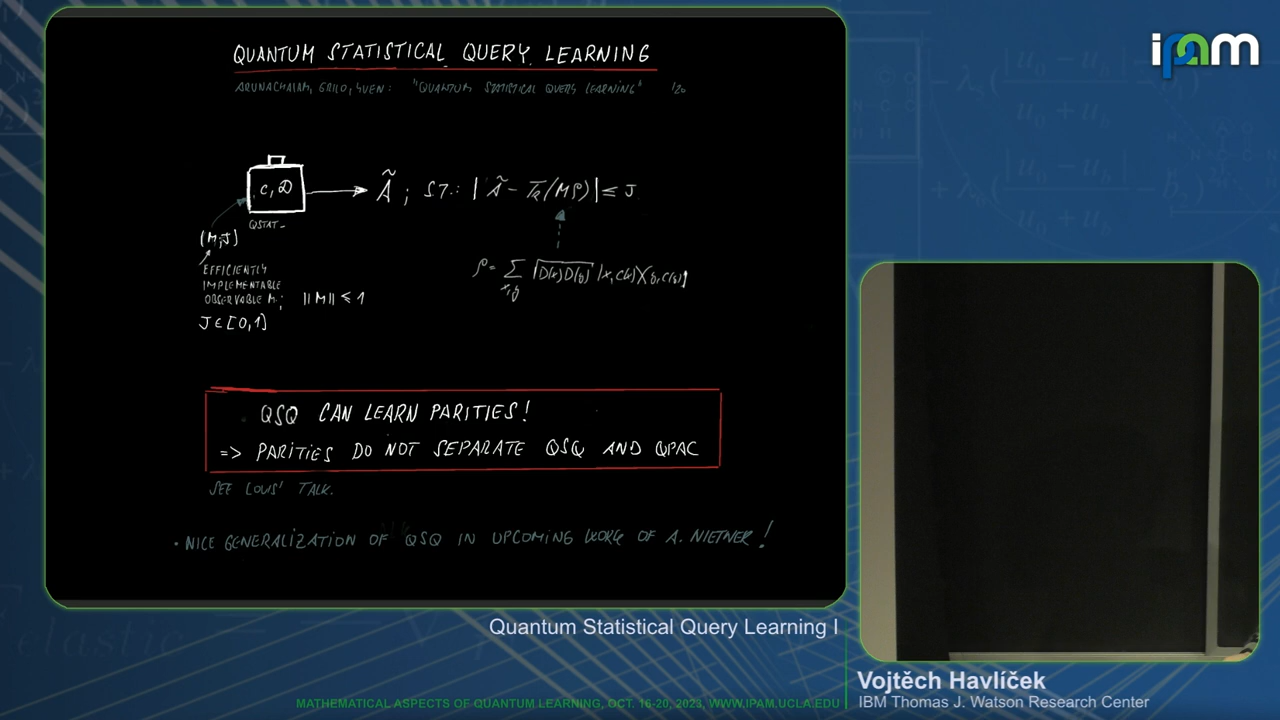 QUANTUM STATISTICAL QUERY LEARNING
ARUNACHALAM, GRILO, YUEN: "QUANTUM STATISTICAL QUERY LEARNING" '20
C, D → Ã ; ST.: | Ã - TR(Mρ) | ≤ J
QSTAT
(M,J)
EFFICIENTLY
IMPLEMENTABLE
OBSERVABLE M; ||M|| ≤ 1
J ∈ [0,1]
ρ = ∑ x,y √D(x)D(y) |x,c(x)X y,c(y)|
QSQ CAN LEARN PARITIES!
=> PARITIES DO NOT SEPARATE QSQ AND QPAC
SEE LOUIS' TALK.
• NICE GENERALIZATION OF QSQ IN UPCOMING WORK OF A. NIETNER!
ipam
Quantum Statistical Query Learning I
Vojtěch Havlíček
IBM Thomas J. Watson Research Center
MATHEMATICAL ASPECTS OF QUANTUM LEARNING, OCT. 16-20, 2023, WWW.IPAM.UCLA.EDU